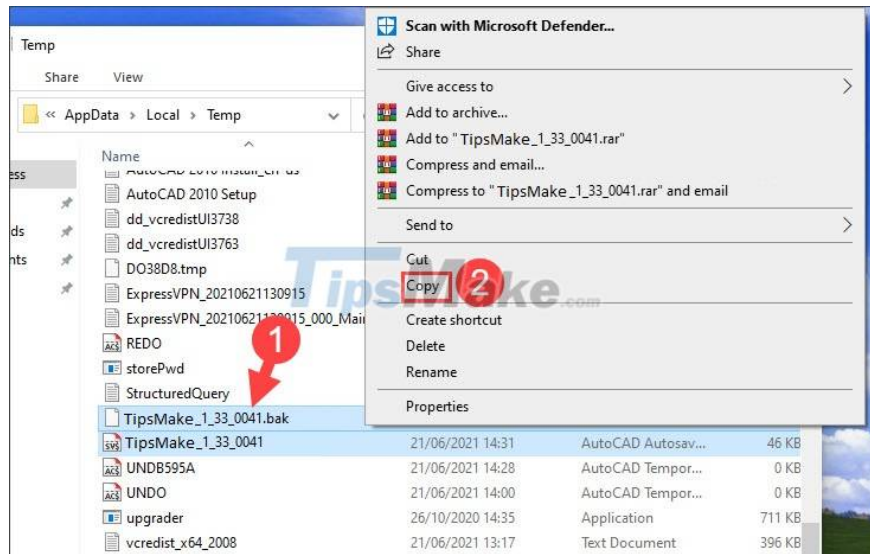 Temp
Share View
« AppData > Local > Temp
Name
AutoCAD 2010 Setup
dd_vcredistUI3738
dd_vcredistUI3763
DO38D8.tmp
ExpressVPN_20210621130915
REDO
storePwd
StructuredQuery
TipsMake_1_33_0041.bak
TipsMake_1_33_0041 21/06/2021 14:31 AutoCAD Autosav... 46 KB
UNDB595A 21/06/2021 14:28 AutoCAD Tempor... 0 KB
UNDO 21/06/2021 14:00 AutoCAD Tempor... 0 KB
upgrader 26/10/2020 14:35 Application 711 KB
vcredist_x64_2008 21/06/2021 13:17 Text Document 396 KB
1
Scan with Microsoft Defender...
Share
Give access to
Add to archive...
Add to "TipsMake_1_33_0041.rar"
Compress and email...
Compress to "TipsMake_1_33_0041.rar" and email
Send to
Cut
Copy
2
Create shortcut
Delete
Rename
Properties
TipsMake.com